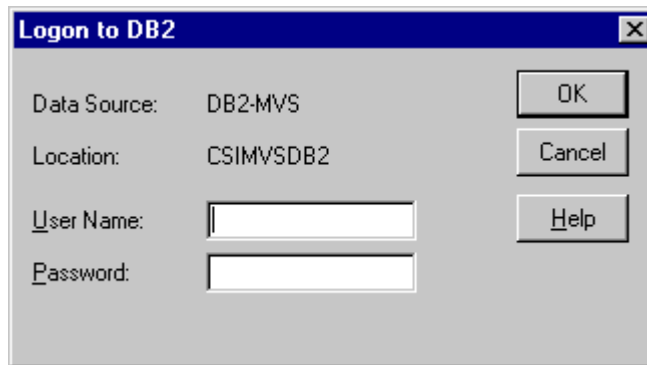 Logon to DB2
Data Source: DB2-MVS OK
Location: CSIMVSDB2 Cancel
User Name: Help
Password: